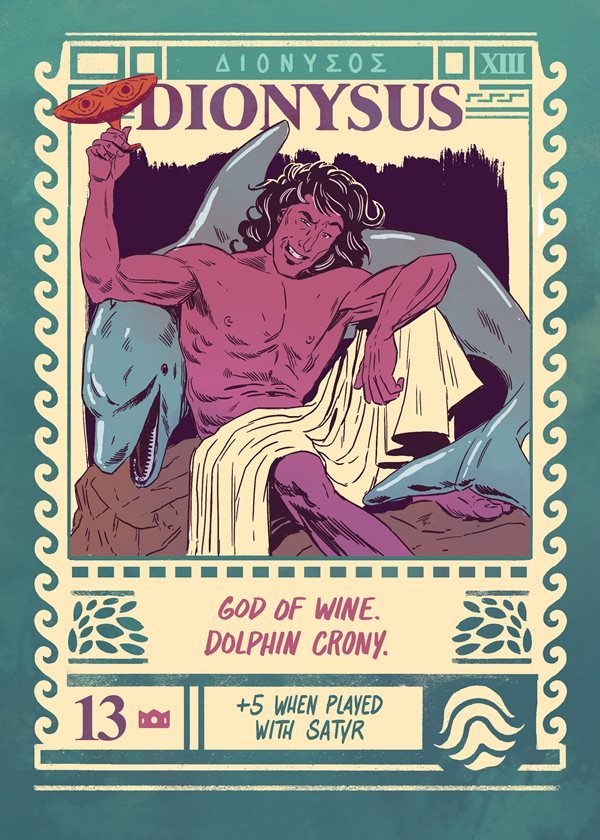 ΔΙΟΝΥΣΟΣ
XIII
DIONYSUS
GOD OF WINE.
DOLPHIN CRONY.
13
+5 WHEN PLAYED
WITH SATYR